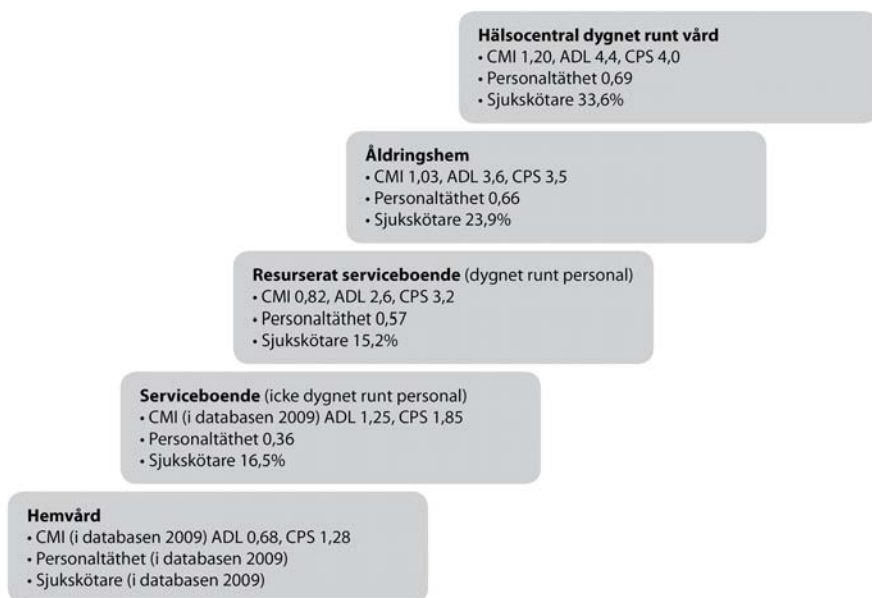 Hälsocentral dygnet runt vård
• CMI 1,20, ADL 4,4, CPS 4,0
• Personaltäthet 0,69
• Sjukskötare 33,6%
Åldringshem
• CMI 1,03, ADL 3,6, CPS 3,5
• Personaltäthet 0,66
• Sjukskötare 23,9%
Resurserat serviceboende (dygnet runt personal)
• CMI 0,82, ADL 2,6, CPS 3,2
• Personaltäthet 0,57
• Sjukskötare 15,2%
Serviceboende (icke dygnet runt personal)
• CMI (i databasen 2009) ADL 1,25, CPS 1,85
• Personaltäthet 0,36
• Sjukskötare 16,5%
Hemvård
• CMI (i databasen 2009) ADL 0,68, CPS 1,28
• Personaltäthet (i databasen 2009)
• Sjukskötare (i databasen 2009)